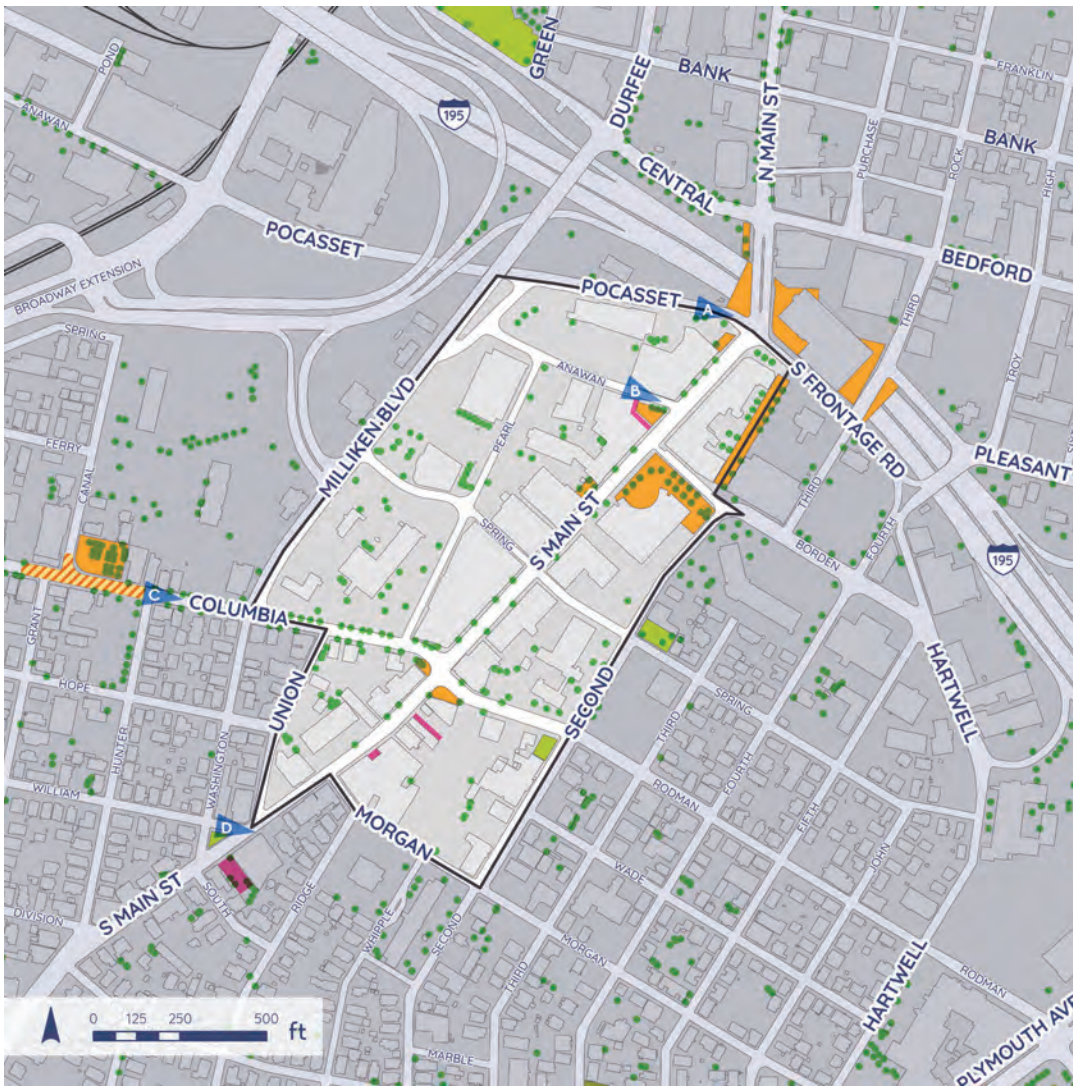 GREEN
DURFEE
BANK
FRANKLIN
POND
N MAIN ST
ANAWAN
195
PURCHASE
ROCK
BANK
CENTRAL
HIGH
POCASSET
BEDFORD
BROADWAY EXTENSION
POCASSET
THIRD
A
TROY
SPRING
S FRONTAGE RD
ANAWAN
B
MILLIKEN BLVD
PEARL
FERRY
PLEASANT
CANAL
THIRD
FOURTH
S MAIN ST
SPRING
BORDEN
195
C
COLUMBIA
GRANT
HARTWELL
HOPE
UNION
SECOND
SPRING
HUNTER
WASHINGTON
THIRD
FOURTH
WILLIAM
RODMAN
FIFTH
D
MORGAN
JOHN
S MAIN ST
SOUTH
RIDGE
WADE
DIVISION
WHIPPLE
SECOND
MORGAN
THIRD
HARTWELL
RODMAN
0 125 250 500 ft
MARBLE
PLYMOUTH AVE